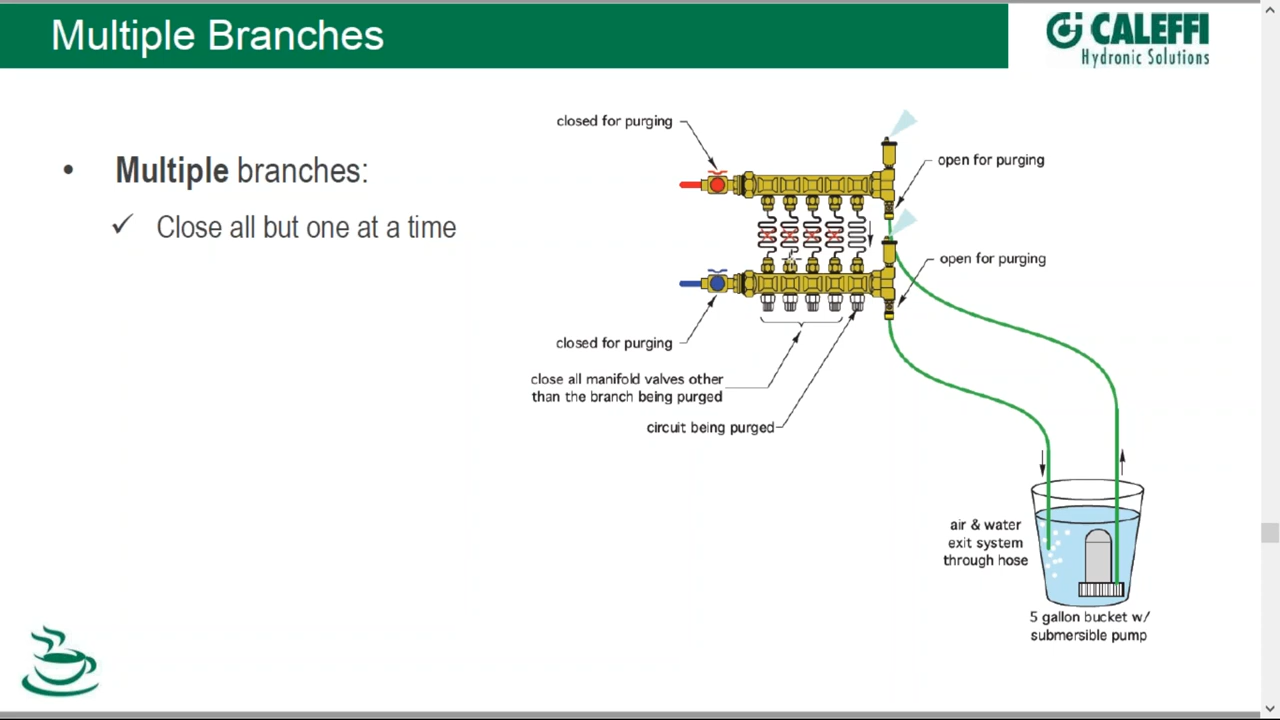 Multiple Branches
CALEFFI
Hydronic Solutions
• Multiple branches:
✓ Close all but one at a time
closed for purging
open for purging
open for purging
closed for purging
close all manifold valves other
than the branch being purged
circuit being purged
air & water
exit system
through hose
5 gallon bucket w/
submersible pump